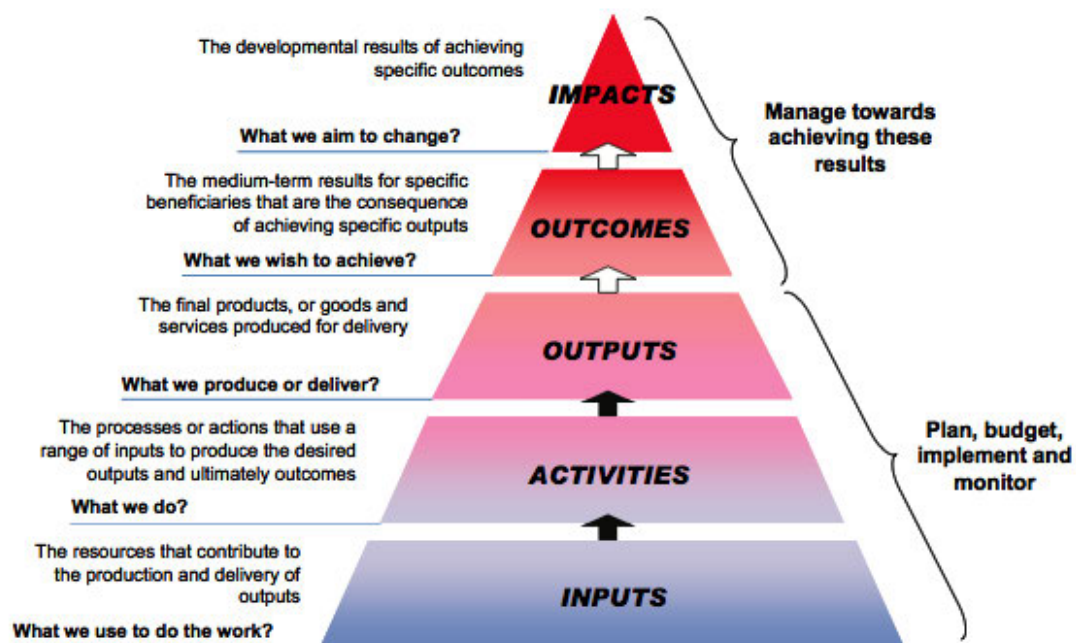 The developmental results of achieving
specific outcomes
IMPACTS
What we aim to change?
Manage towards
achieving these
results
The medium-term results for specific
beneficiaries that are the consequence
of achieving specific outputs
OUTCOMES
What we wish to achieve?
The final products, or goods and
services produced for delivery
OUTPUTS
What we produce or deliver?
The processes or actions that use a
range of inputs to produce the desired
outputs and ultimately outcomes
ACTIVITIES
What we do?
Plan, budget,
implement and
monitor
The resources that contribute to
the production and delivery of
outputs
INPUTS
What we use to do the work?